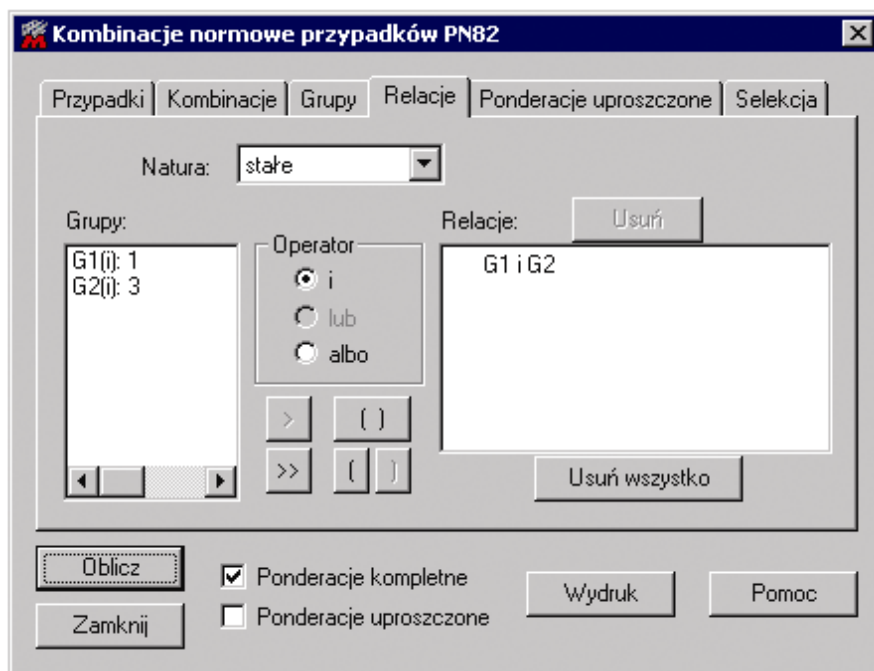 Kombinacje normowe przypadków PN82
Przypadki Kombinacje Grupy Relacje Ponderacje uproszczone Selekcja
Natura: stałe
Grupy:
G1(i): 1
G2(i): 3
Operator
i
lub
albo
> ( )
>> ( )
Relacje: Usuń
G1 i G2
Usuń wszystko
Oblicz
Zamknij
Ponderacje kompletne
Ponderacje uproszczone
Wydruk
Pomoc